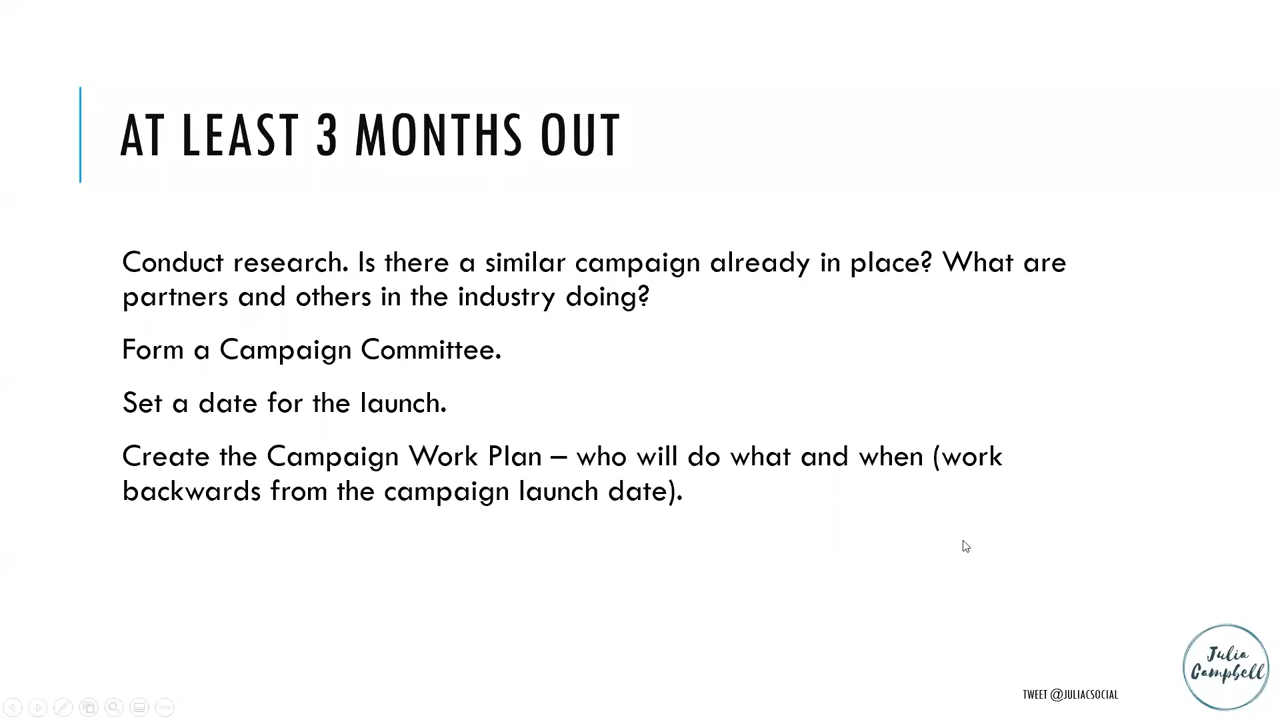 AT LEAST 3 MONTHS OUT
Conduct research. Is there a similar campaign already in place? What are
partners and others in the industry doing?
Form a Campaign Committee.
Set a date for the launch.
Create the Campaign Work Plan – who will do what and when (work
backwards from the campaign launch date).
TWEET @JULIACSOCIAL
Julia
Campbell